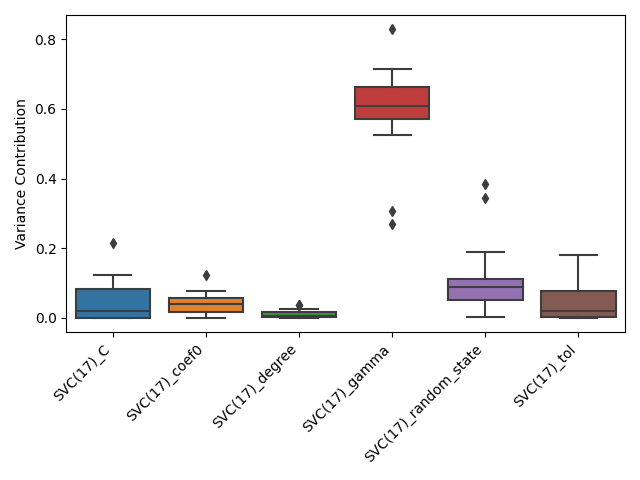 Variance Contribution
0.8
0.6
0.4
0.2
0.0
SVC(17)_C
SVC(17)_coef0
SVC(17)_degree
SVC(17)_gamma
SVC(17)_random_state
SVC(17)_tol